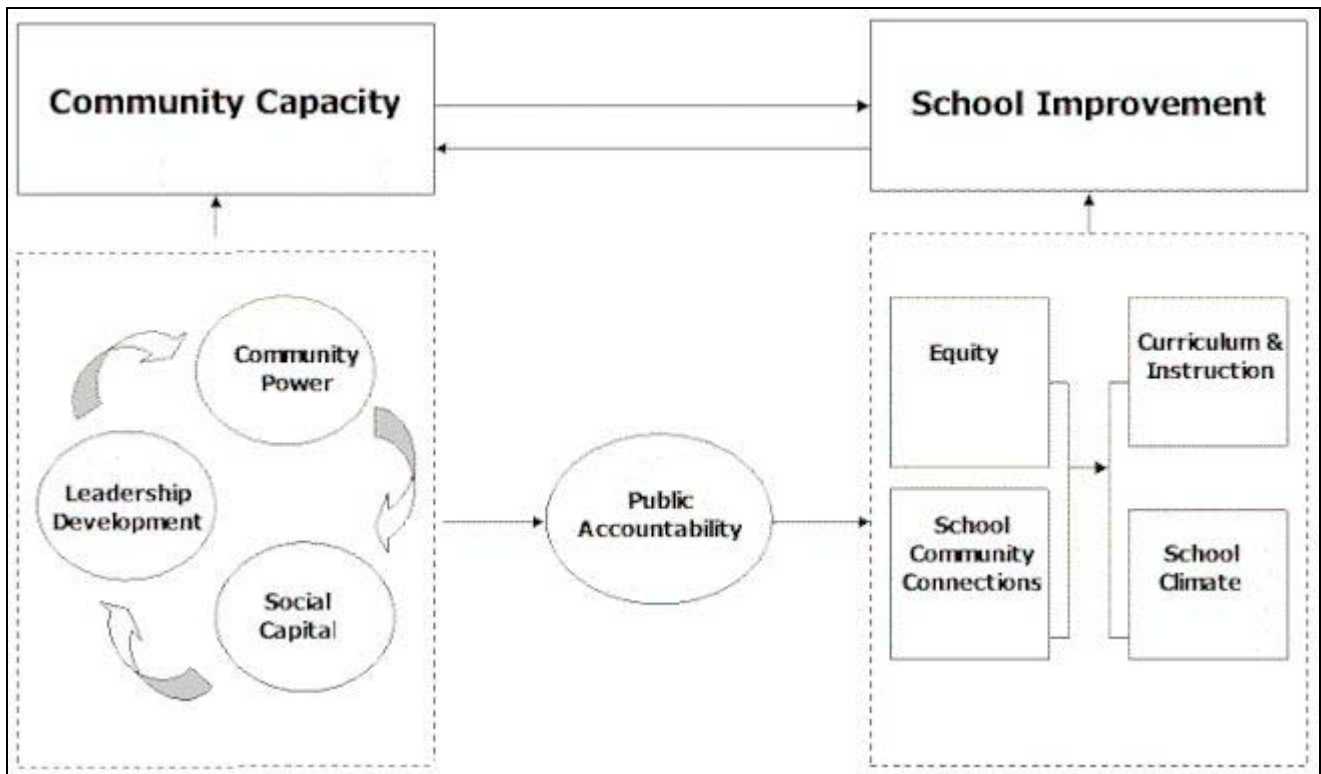 Community Capacity
School Improvement
Community
Power
Leadership
Development
Social
Capital
Public
Accountability
Equity
School
Community
Connections
Curriculum &
Instruction
School
Climate